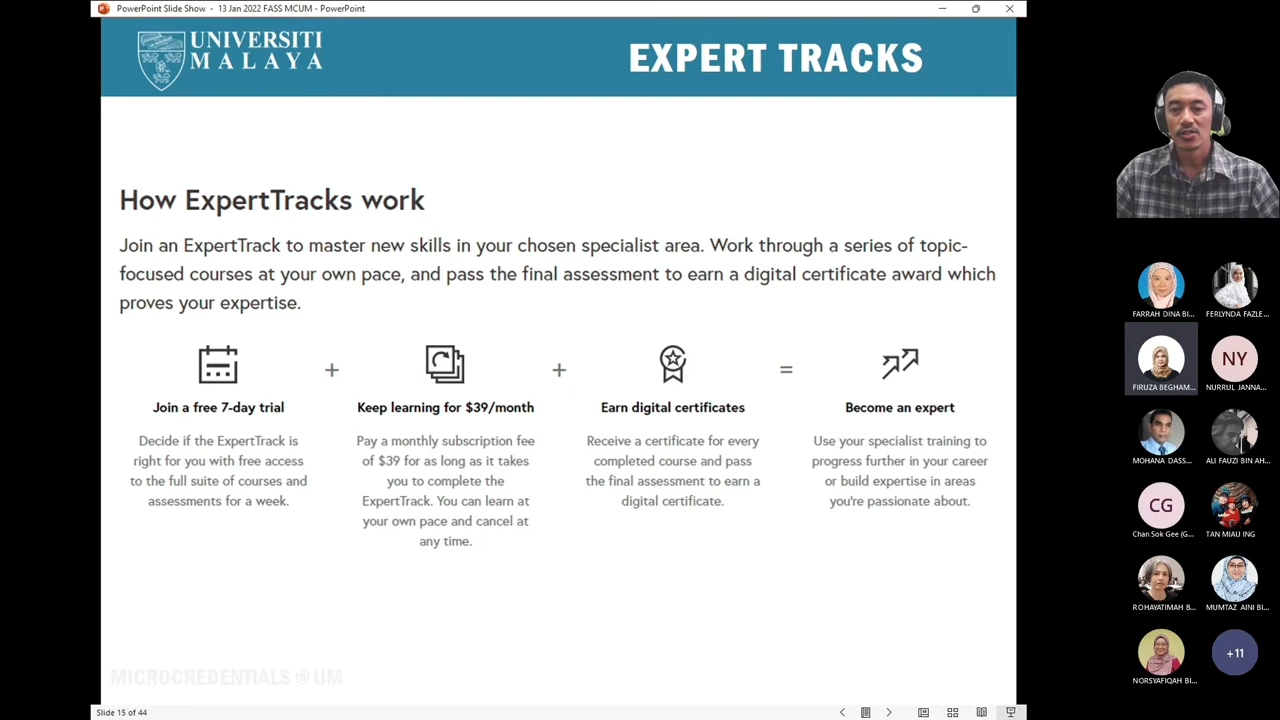 PowerPoint Slide Show - 13 Jan 2022 FASS MCUM - PowerPoint
UNIVERSITI
MALAYA
EXPERT TRACKS
How ExpertTracks work
Join an ExpertTrack to master new skills in your chosen specialist area. Work through a series of topic-
focused courses at your own pace, and pass the final assessment to earn a digital certificate award which
proves your expertise.
+
+
=
Join a free 7-day trial
Decide if the ExpertTrack is
right for you with free access
to the full suite of courses and
assessments for a week.
Keep learning for $39/month
Pay a monthly subscription fee
of $39 for as long as it takes
you to complete the
ExpertTrack. You can learn at
your own pace and cancel at
any time.
Earn digital certificates
Receive a certificate for every
completed course and pass
the final assessment to earn a
digital certificate.
Become an expert
Use your specialist training to
progress further in your career
or build expertise in areas
you're passionate about.
MICROCREDENTIALS @ UM
Slide 15 of 44
FARRAH DINA BI...
FERLYNDA FAZLE...
FIRUZA BEGHAM...
NY
NURRUL JANNA...
MOHANA DASS...
ALI FAUZI BIN AH...
CG
Chan Sok Gee (G...
TAN MIAU ING
ROHAYATIMAH B...
MUMTAZ AINI BI...
NORSYAFIQAH BI...
+11